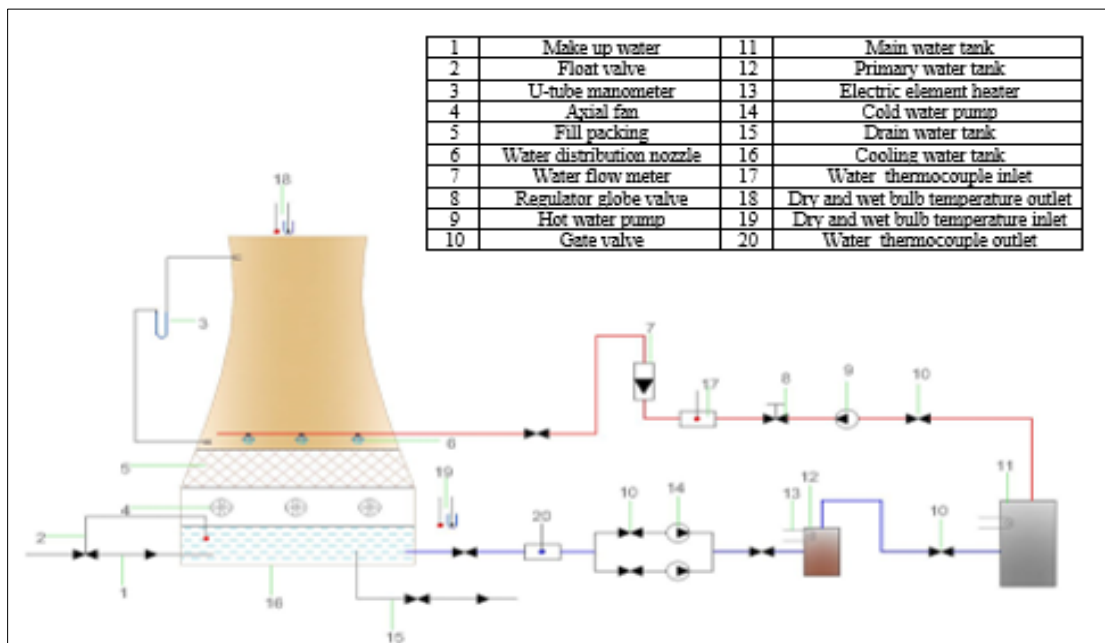 1 Make up water 11 Main water tank
2 Float valve 12 Primary water tank
3 U-tube manometer 13 Electric element heater
4 Axial fan 14 Cold water pump
5 Fill packing 15 Drain water tank
6 Water distribution nozzle 16 Cooling water tank
7 Water flow meter 17 Water thermocouple inlet
8 Regulator globe valve 18 Dry and wet bulb temperature outlet
9 Hot water pump 19 Dry and wet bulb temperature inlet
10 Gate valve 20 Water thermocouple outlet
18
3
7
17 8 9 10
6
5
19
11
12
4
10 14 13 10
2
20
1
16
15